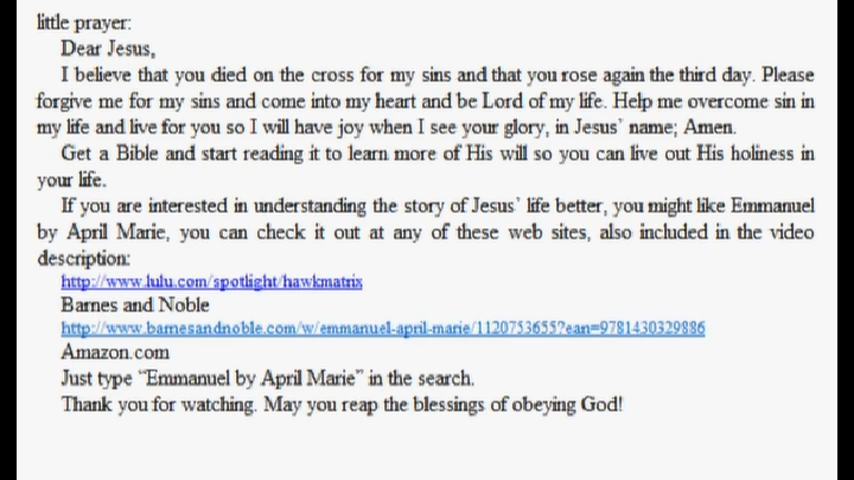 little prayer:
Dear Jesus,
I believe that you died on the cross for my sins and that you rose again the third day. Please
forgive me for my sins and come into my heart and be Lord of my life. Help me overcome sin in
my life and live for you so I will have joy when I see your glory, in Jesus' name; Amen.
Get a Bible and start reading it to learn more of His will so you can live out His holiness in
your life.
If you are interested in understanding the story of Jesus' life better, you might like Emmanuel
by April Marie, you can check it out at any of these web sites, also included in the video
description:
http://www.lulu.com/spotlight/hawkmatrix
Barnes and Noble
http://www.barnesandnoble.com/w/emmanuel-april-marie/1120753655?ean=9781430329886
Amazon.com
Just type “Emmanuel by April Marie” in the search.
Thank you for watching. May you reap the blessings of obeying God!